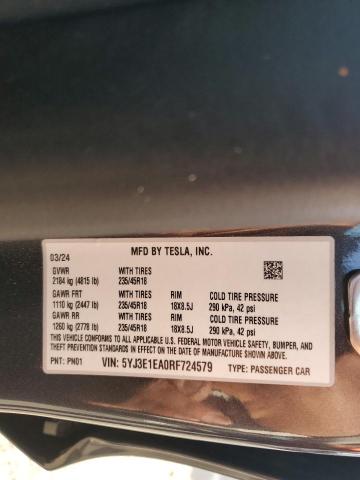 MFD BY TESLA, INC.
03/24
GVWR WITH TIRES
2184 kg (4815 lb) 235/45R18
GAWR FRT WITH TIRES RIM COLD TIRE PRESSURE
1110 kg (2447 lb) 235/45R18 18X8.5J 290 kPa, 42 psi
GAWR RR WITH TIRES RIM COLD TIRE PRESSURE
1260 kg (2778 lb) 235/45R18 18X8.5J 290 kPa, 42 psi
THIS VEHICLE CONFORMS TO ALL APPLICABLE
U.S. FEDERAL MOTOR VEHICLE SAFETY, BUMPER, AND
THEFT PREVENTION STANDARDS IN EFFECT ON THE DATE
OF MANUFACTURE SHOWN ABOVE.
PNT: PN01 VIN: 5YJ3E1EA0RF724579 TYPE: PASSENGER CAR